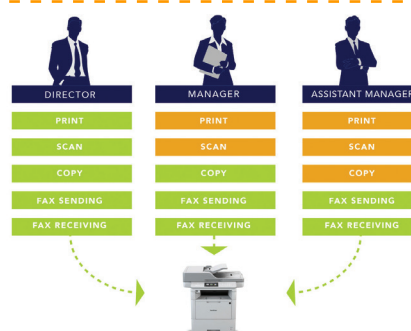 DIRECTOR
PRINT
SCAN
COPY
FAX SENDING
FAX RECEIVING
MANAGER
PRINT
SCAN
COPY
FAX SENDING
FAX RECEIVING
ASSISTANT MANAGER
PRINT
SCAN
COPY
FAX SENDING
FAX RECEIVING